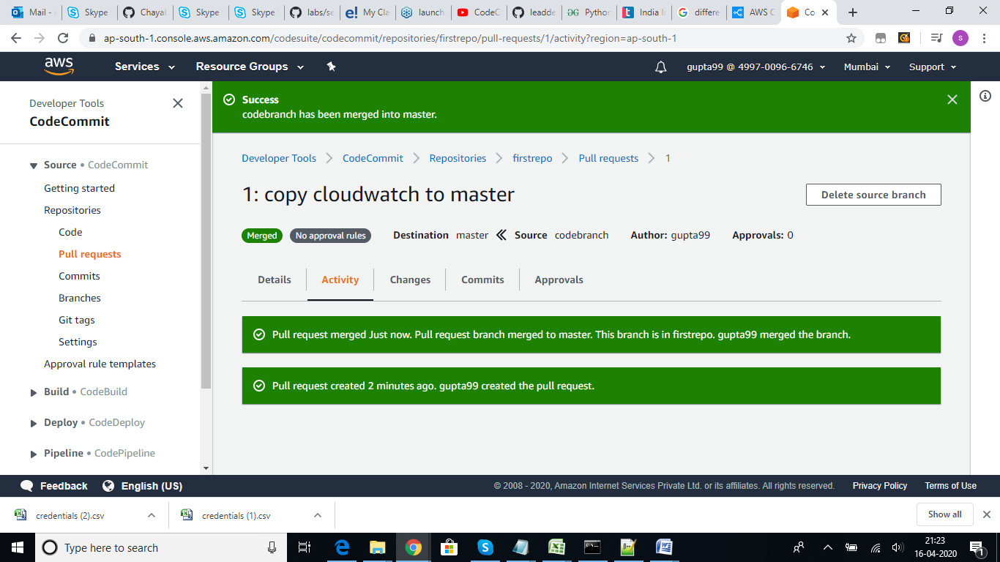 Mail -
Skype
Chayab
Skype
Skype
labs/se
My Cla
launch
CodeC
leadde
Python
India I
differe
AWS C
Co
ap-south-1.console.aws.amazon.com/codesuite/codecommit/repositories/firstrepo/pull-requests/1/activity?region=ap-south-1
s
aws
Services
Resource Groups
gupta99 @ 4997-0096-6746
Mumbai
Support
Developer Tools
CodeCommit
Source • CodeCommit
Getting started
Repositories
Code
Pull requests
Commits
Branches
Git tags
Settings
Approval rule templates
Build • CodeBuild
Deploy • CodeDeploy
Pipeline • CodePipeline
Success
codebranch has been merged into master.
Developer Tools
CodeCommit
Repositories
firstrepo
Pull requests
1
1: copy cloudwatch to master
Delete source branch
Merged
No approval rules
Destination master
Source codebranch
Author: gupta99
Approvals: 0
Details
Activity
Changes
Commits
Approvals
Pull request merged Just now. Pull request branch merged to master. This branch is in firstrepo. gupta99 merged the branch.
Pull request created 2 minutes ago. gupta99 created the pull request.
Feedback
English (US)
© 2008 - 2020, Amazon Internet Services Private Ltd. or its affiliates. All rights reserved.
Privacy Policy
Terms of Use
credentials (2).csv
credentials (1).csv
Show all
Type here to search
21:23
16-04-2020
1